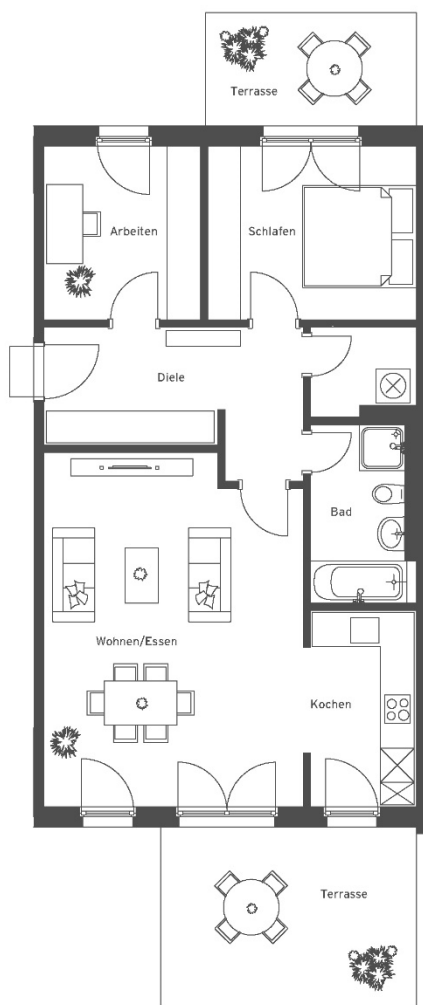 Terrasse
Arbeiten
Schlafen
Diele
Bad
Wohnen/Essen
Kochen
Terrasse